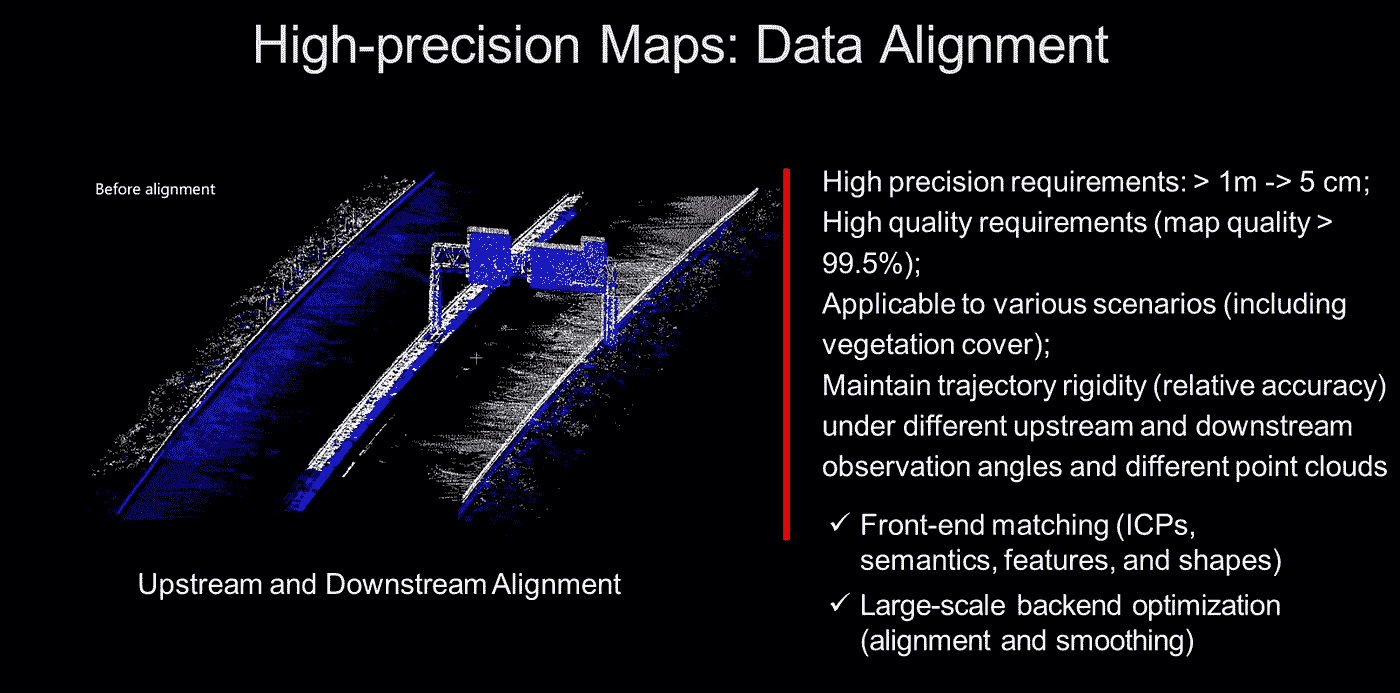 High-precision Maps: Data Alignment
Before alignment
Upstream and Downstream Alignment
High precision requirements: > 1m -> 5 cm;
High quality requirements (map quality >
99.5%);
Applicable to various scenarios (including
vegetation cover);
Maintain trajectory rigidity (relative accuracy)
under different upstream and downstream
observation angles and different point clouds
✓ Front-end matching (ICPs,
semantics, features, and shapes)
✓ Large-scale backend optimization
(alignment and smoothing)